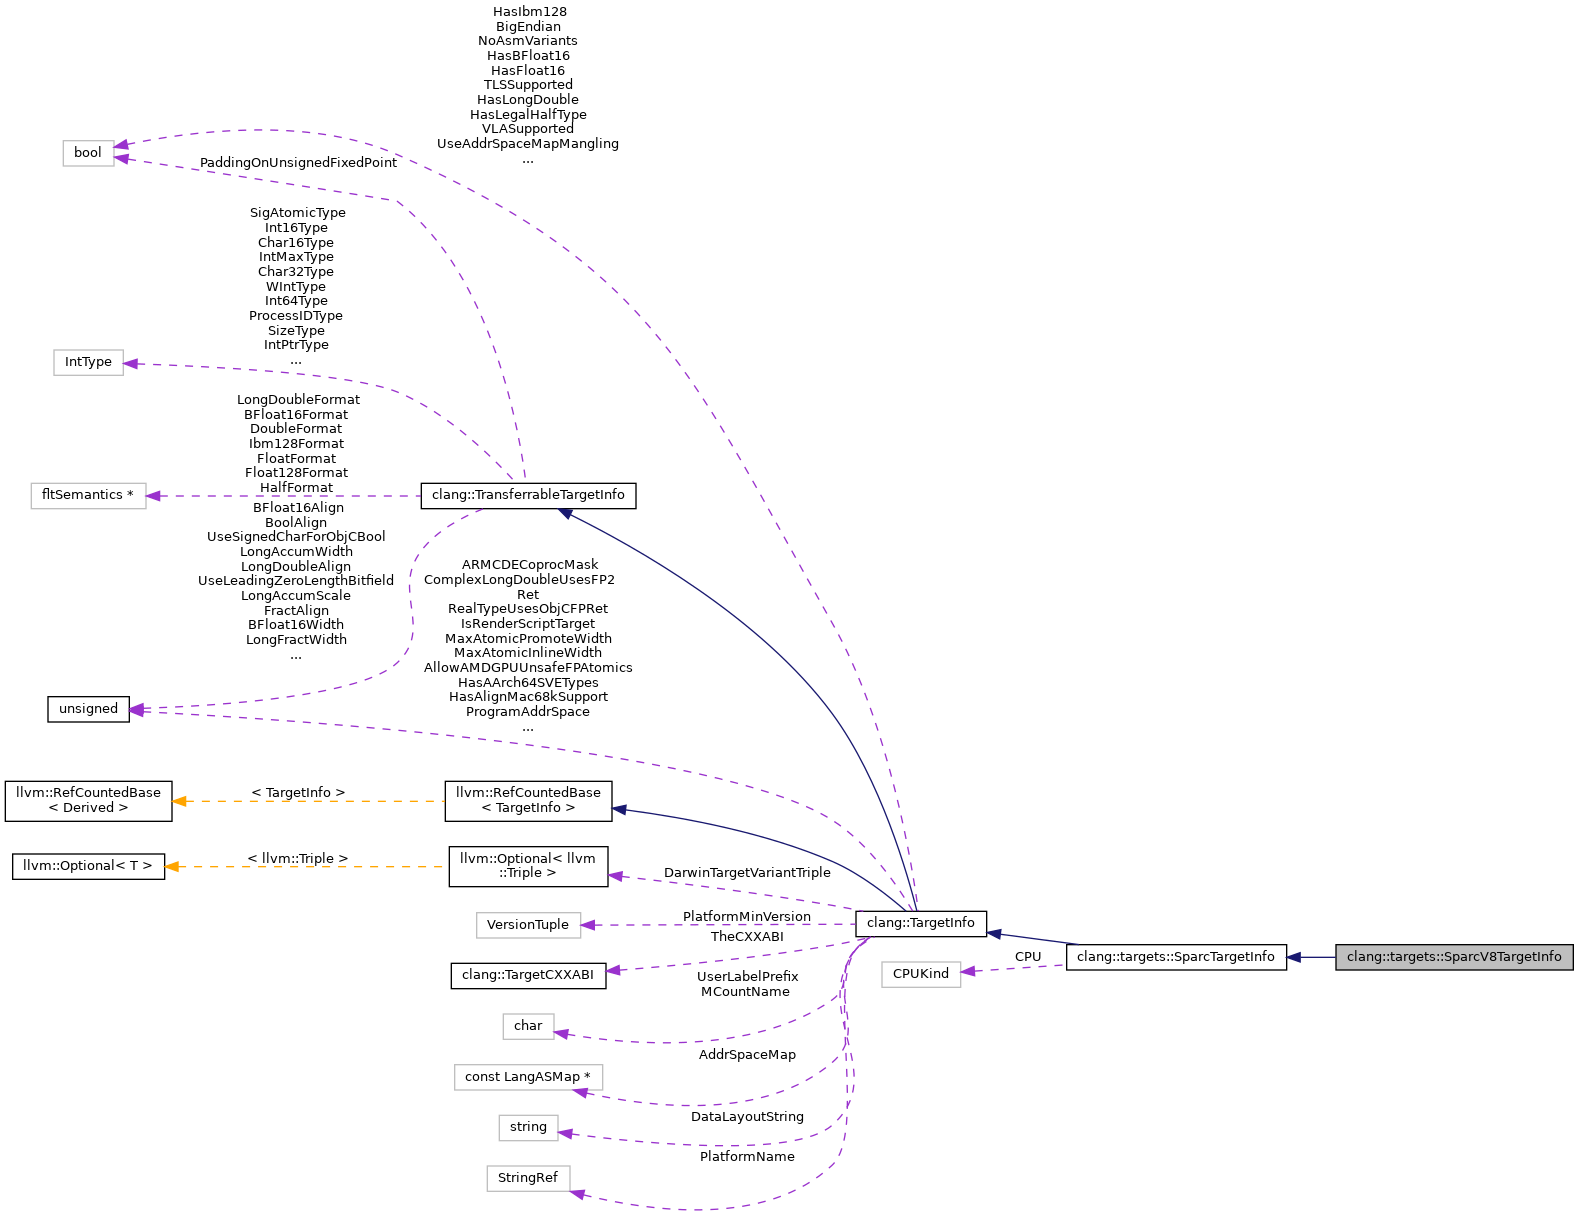 HasIbm128
BigEndian
NoAsmVariants
HasBFloat16
HasFloat16
TLSSupported
HasLongDouble
HasLegalHalfType
VLASupported
UseAddrSpaceMapMangling
...
bool
PaddingOnUnsignedFixedPoint
SigAtomicType
Int16Type
Char16Type
IntMaxType
Char32Type
WIntType
Int64Type
ProcessIDType
SizeType
IntPtrType
...
IntType
LongDoubleFormat
BFloat16Format
DoubleFormat
Ibm128Format
FloatFormat
Float128Format
HalfFormat
fltSemantics *
clang::TransferrableTargetInfo
BFloat16Align
BoolAlign
UseSignedCharForObjCBool
LongAccumWidth
LongDoubleAlign
UseLeadingZeroLengthBitfield
LongAccumScale
FractAlign
BFloat16Width
LongFractWidth
...
ARMCDECoprocMask
ComplexLongDoubleUsesFP2
Ret
RealTypeUsesObjCFPRet
IsRenderScriptTarget
MaxAtomicPromoteWidth
MaxAtomicInlineWidth
AllowAMDGPUUnsafeFPAtomics
HasAArch64SVETypes
HasAlignMac68kSupport
ProgramAddrSpace
...
unsigned
llvm::RefCountedBase
< Derived >
< TargetInfo >
llvm::RefCountedBase
< TargetInfo >
llvm::Optional< T >
< llvm::Triple >
llvm::Optional< llvm
::Triple >
DarwinTargetVariantTriple
VersionTuple
PlatformMinVersion
clang::TargetInfo
TheCXXABI
clang::TargetCXXABI
UserLabelPrefix
MCountName
CPUKind
CPU
clang::targets::SparcTargetInfo
clang::targets::SparcV8TargetInfo
char
AddrSpaceMap
const LangASMap *
DataLayoutString
string
PlatformName
StringRef